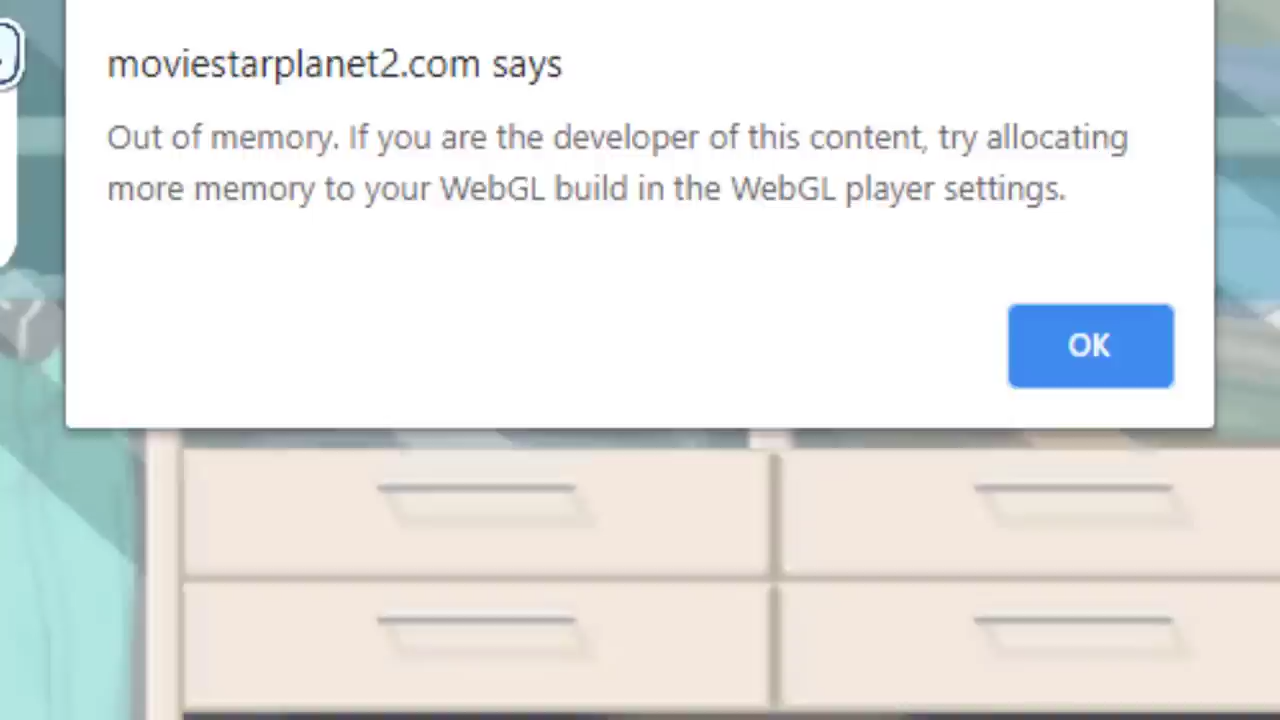 moviestarplanet2.com says
Out of memory. If you are the developer of this content, try allocating
more memory to your WebGL build in the WebGL player settings.
OK